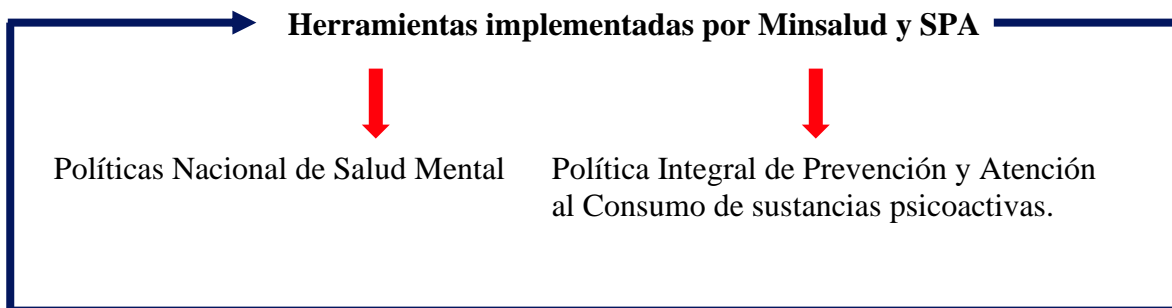 Herramientas implementadas por Minsalud y SPA
Políticas Nacional de Salud Mental
Política Integral de Prevención y Atención
al Consumo de sustancias psicoactivas.